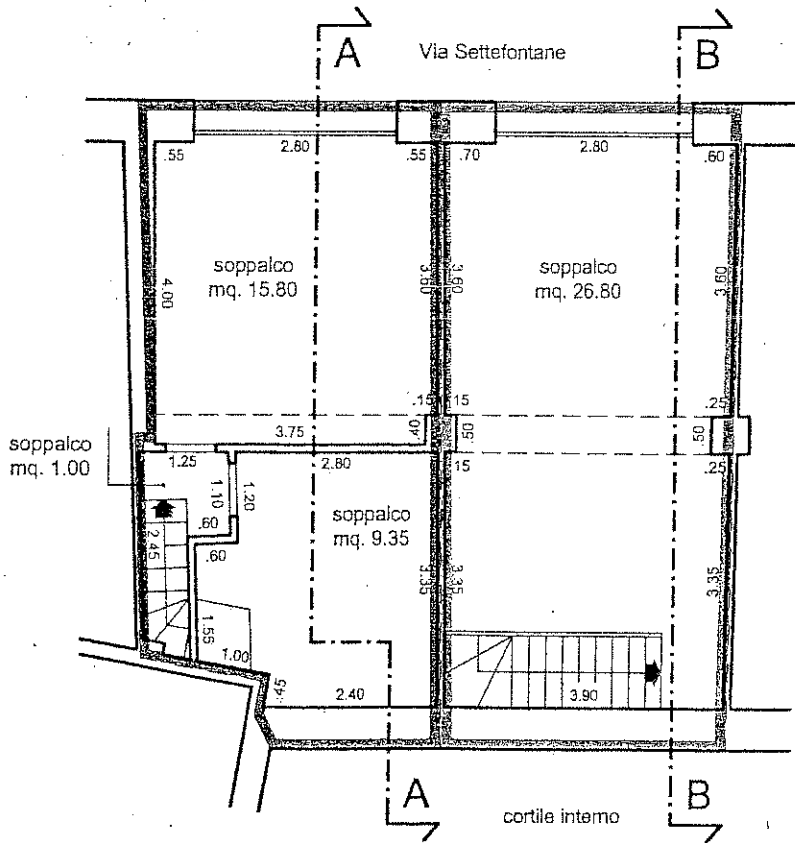 A
Via Settefontane
B
.55
2.80
.55
.70
2.80
.60
soppalco
mq. 15.80
soppalco
mq. 26.80
4.00
3.60
3.60
3.60
.15
15
.25
3.75
.40
.50
.50
soppalco
mq. 1.00
1.25
2.80
15
.25
1.10
1.20
soppalco
mq. 9.35
.60
.60
2.45
3.35
3.35
3.35
1.55
1.00
.45
2.40
3.90
A
B
cortile interno